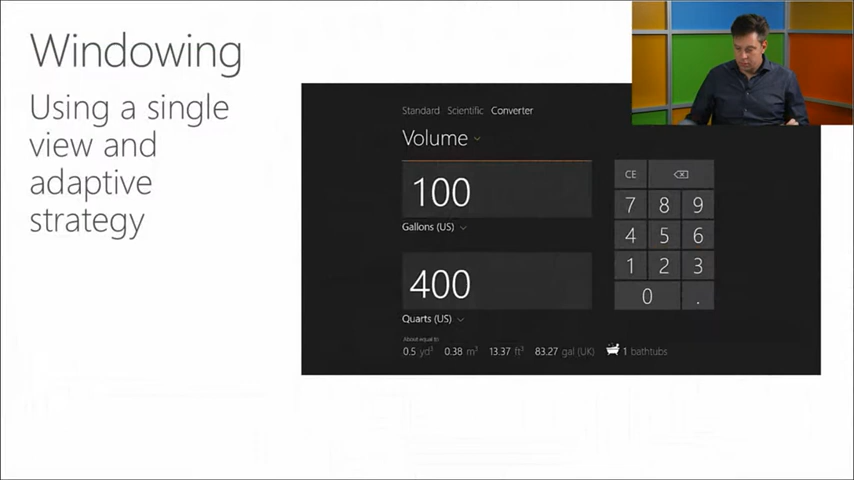 Windowing
Using a single
view and
adaptive
strategy
Standard Scientific Converter
Volume
100
Gallons (US)
400
Quarts (US)
About equal to
0.5 yd³ 0.38 m³ 13.37 ft³ 83.27 gal (UK) 1 bathtubs
CE
7 8 9
4 5 6
1 2 3
0 .